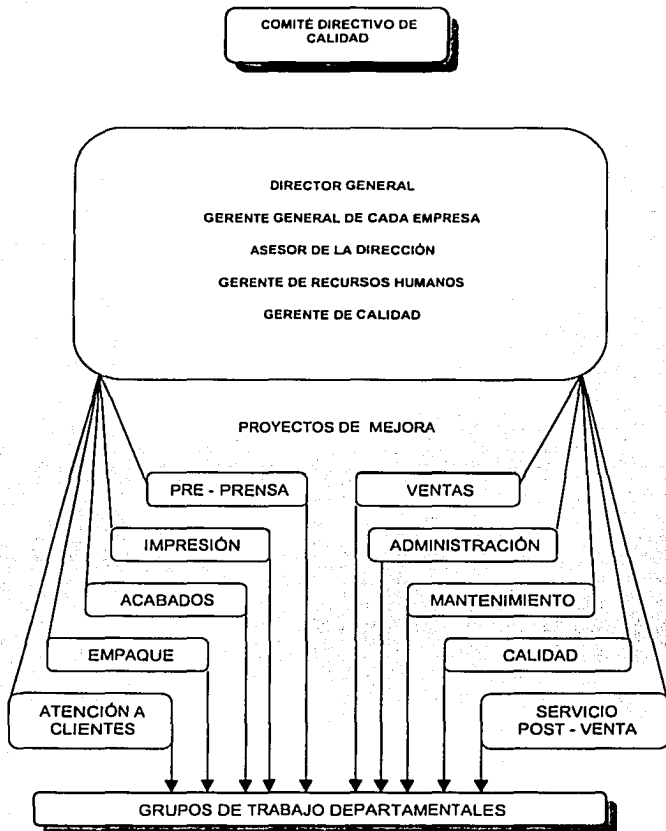 COMITÉ DIRECTIVO DE
CALIDAD
DIRECTOR GENERAL
GERENTE GENERAL DE CADA EMPRESA
ASESOR DE LA DIRECCIÓN
GERENTE DE RECURSOS HUMANOS
GERENTE DE CALIDAD
PROYECTOS DE MEJORA
PRE - PRENSA
VENTAS
IMPRESIÓN
ADMINISTRACIÓN
ACABADOS
MANTENIMIENTO
EMPAQUE
CALIDAD
ATENCIÓN A
CLIENTES
SERVICIO
POST - VENTA
GRUPOS DE TRABAJO DEPARTAMENTALES